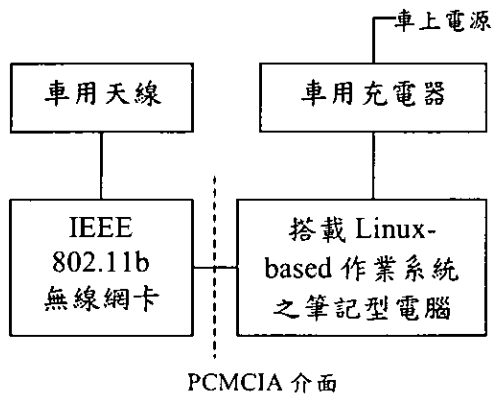 車上電源
車用天線
車用充電器
IEEE
802.11b
無線網卡
搭載 Linux-
based 作業系統
之筆記型電腦
PCMCIA 介面